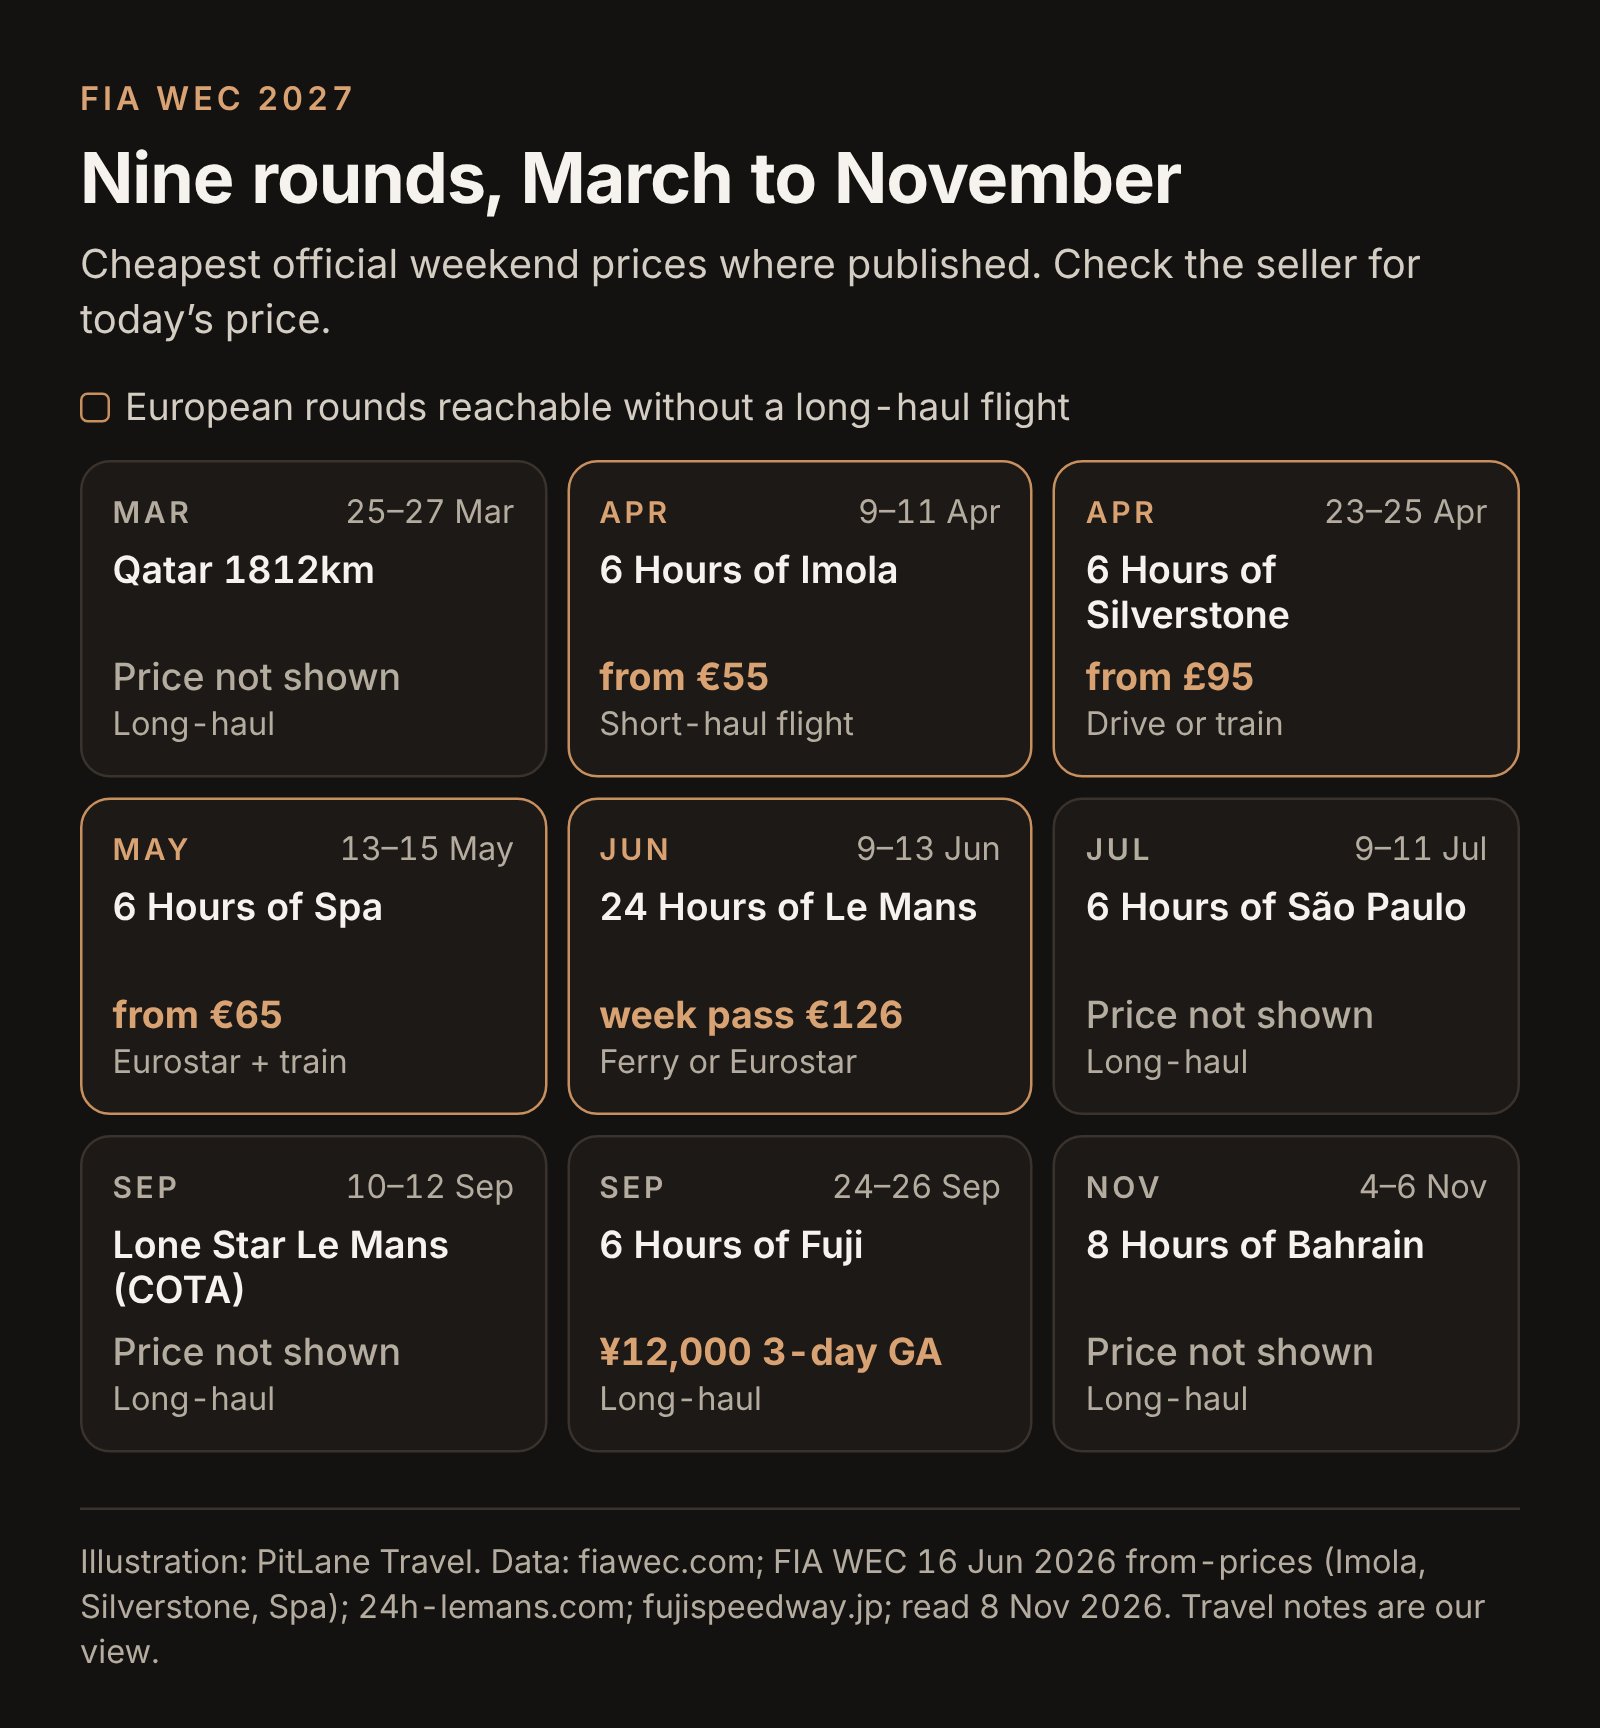 FIA WEC 2027
Nine rounds, March to November
Cheapest official weekend prices where published. Check the seller for
today’s price.
European rounds reachable without a long-haul flight
MAR 25–27 Mar
Qatar 1812km
Price not shown
Long-haul
APR 9–11 Apr
6 Hours of Imola
from €55
Short-haul flight
APR 23–25 Apr
6 Hours of
Silverstone
from £95
Drive or train
MAY 13–15 May
6 Hours of Spa
from €65
Eurostar + train
JUN 9–13 Jun
24 Hours of Le Mans
week pass €126
Ferry or Eurostar
JUL 9–11 Jul
6 Hours of São Paulo
Price not shown
Long-haul
SEP 10–12 Sep
Lone Star Le Mans
(COTA)
Price not shown
Long-haul
SEP 24–26 Sep
6 Hours of Fuji
¥12,000 3-day GA
Long-haul
NOV 4–6 Nov
8 Hours of Bahrain
Price not shown
Long-haul
Illustration: PitLane Travel. Data: fiawec.com; FIA WEC 16 Jun 2026 from-prices (Imola,
Silverstone, Spa); 24h-lemans.com; fujispeedway.jp; read 8 Nov 2026. Travel notes are our
view.